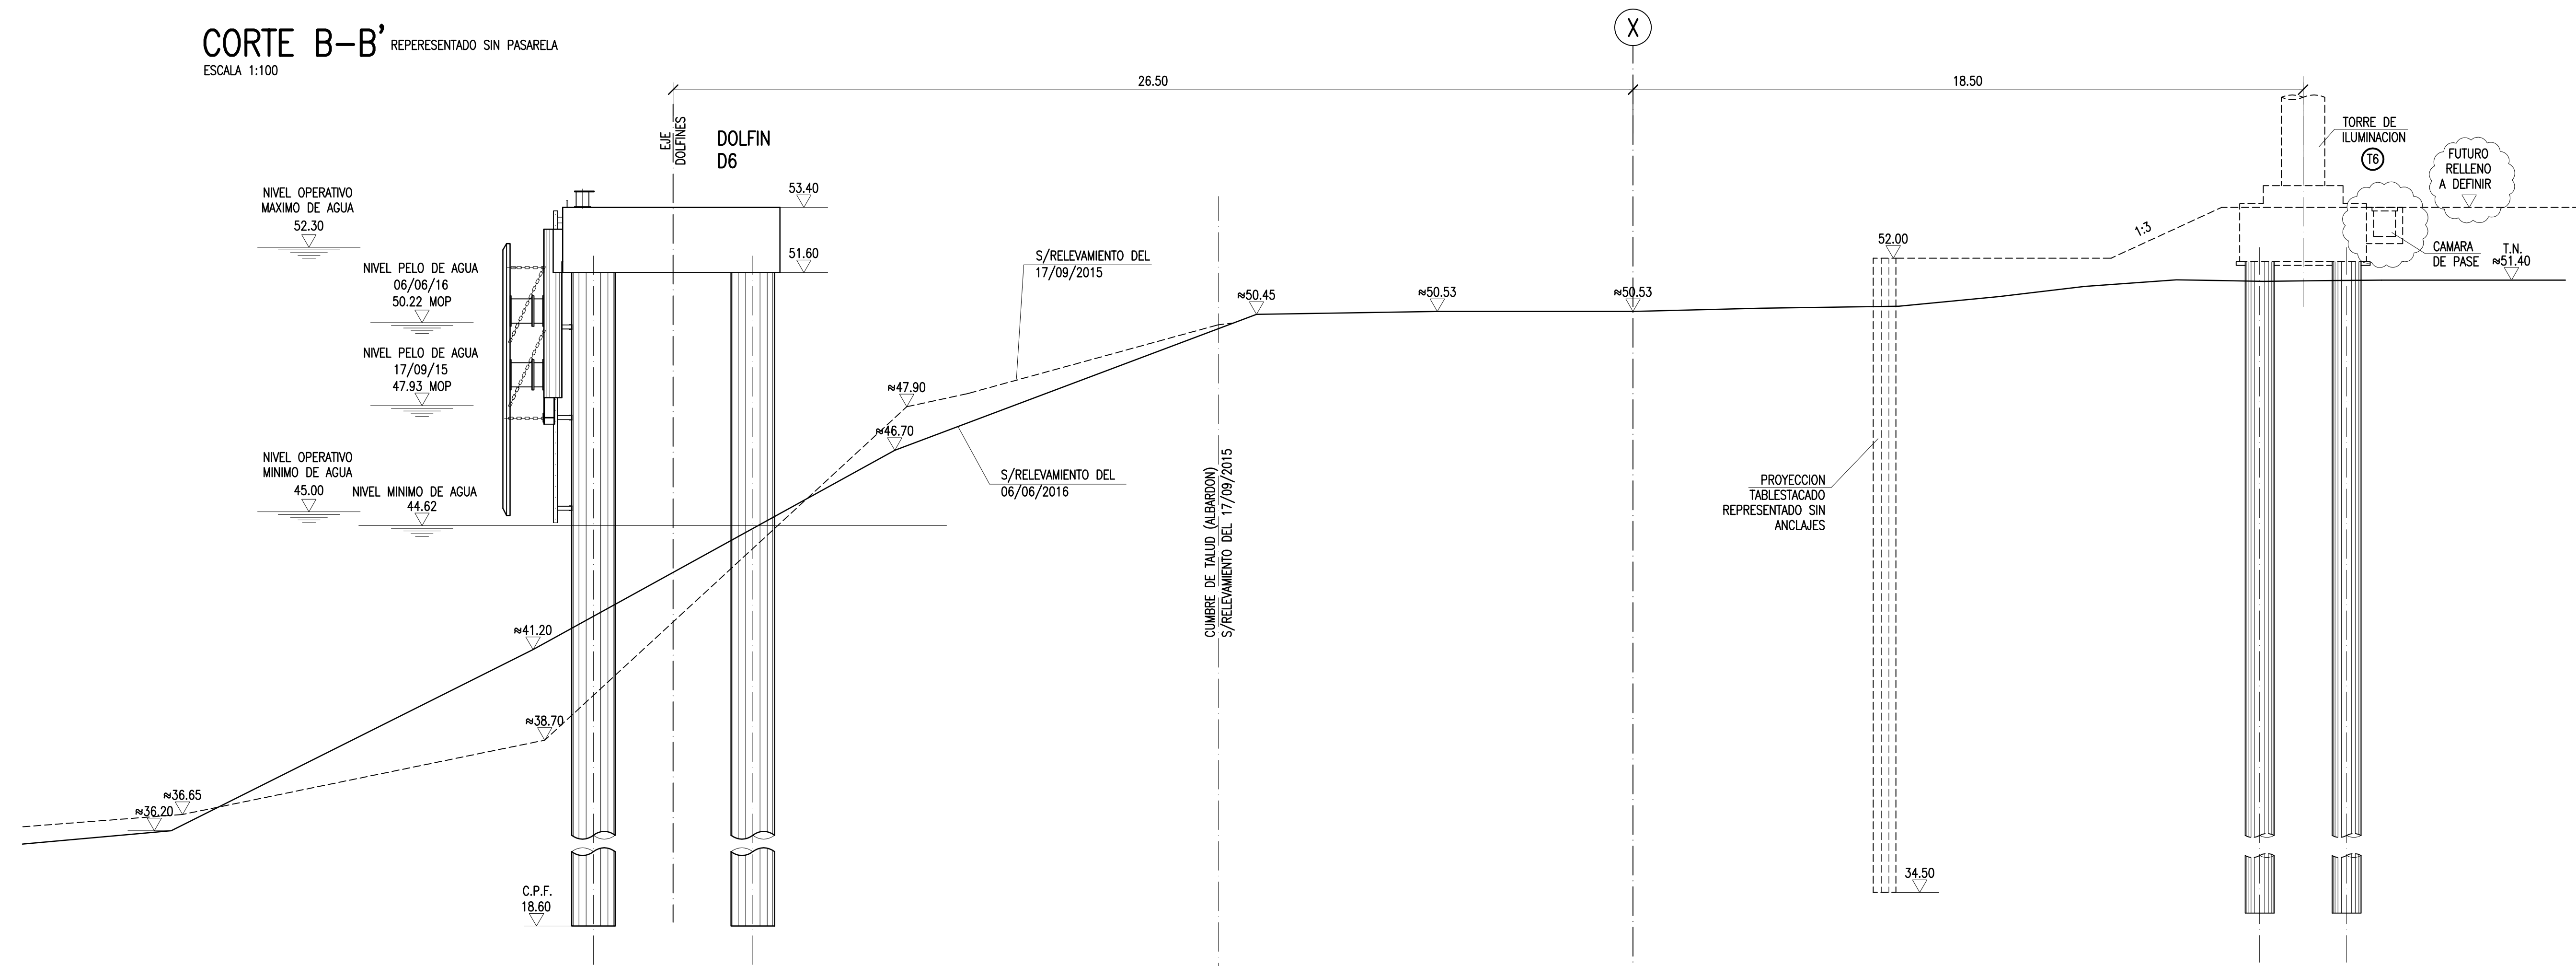 CORTE B-B' REPERESENTADO SIN PASARELA
ESCALA 1:100
X
26.50
18.50
EJE
DOLFINES
DOLFIN
D6
TORRE DE
ILUMINACION
T6
FUTURO
RELLENO
A DEFINIR
NIVEL OPERATIVO
MAXIMO DE AGUA
52.30
53.40
51.60
NIVEL PELO DE AGUA
06/06/16
50.22 MOP
NIVEL PELO DE AGUA
17/09/15
47.93 MOP
NIVEL OPERATIVO
MINIMO DE AGUA
45.00
NIVEL MINIMO DE AGUA
44.62
S/RELEVAMIENTO DEL
17/09/2015
≈50.45
≈50.53
≈50.53
52.00
1:3
CAMARA
DE PASE
T.N.
≈51.40
≈47.90
≈46.70
S/RELEVAMIENTO DEL
06/06/2016
CUMBRE DE TALUD (ALBARDON)
S/RELEVAMIENTO DEL 17/09/2015
PROYECCION
TABLESTACADO
REPRESENTADO SIN
ANCLAJES
≈41.20
≈38.70
≈36.65
≈36.20
C.P.F.
18.60
34.50